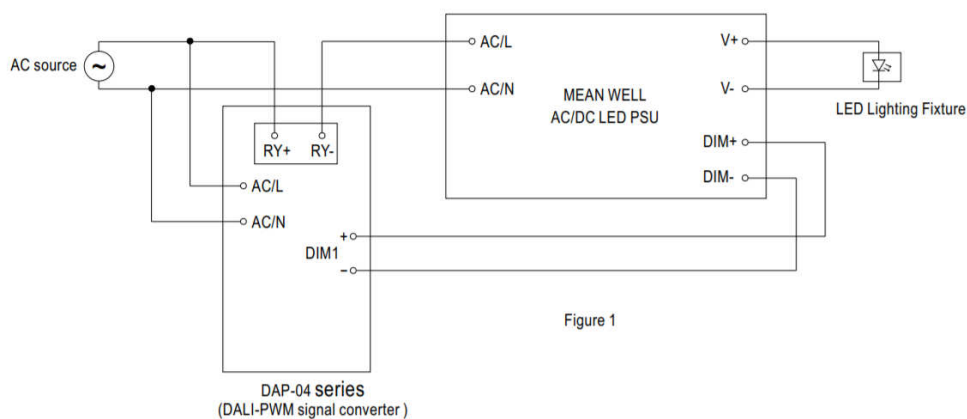 AC source
~
AC/L
AC/N
MEAN WELL
AC/DC LED PSU
V+
V-
DIM+
DIM-
LED Lighting Fixture
RY+ RY-
AC/L
AC/N
+
DIM1
−
Figure 1
DAP-04 series
(DALI-PWM signal converter )